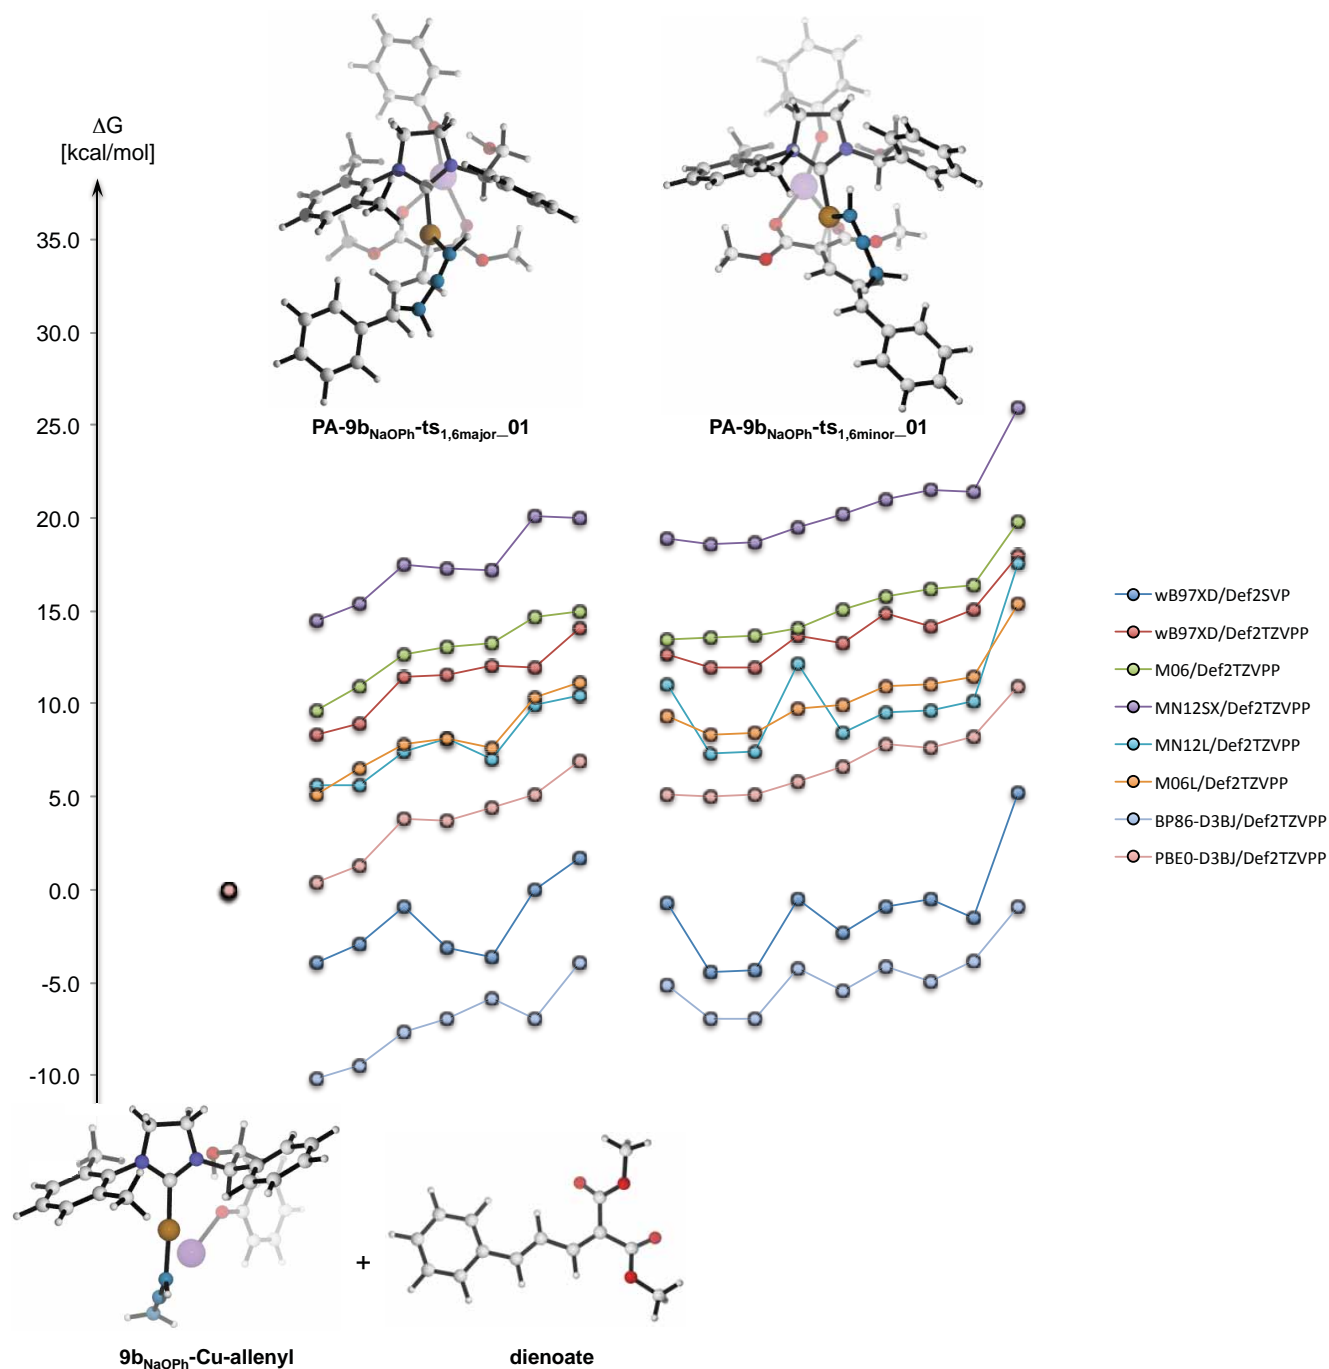 ΔG
[kcal/mol]
35.0
30.0
25.0
20.0
15.0
10.0
5.0
0.0
-5.0
-10.0
PA-9bNaOPh-ts1,6major_01
PA-9bNaOPh-ts1,6minor_01
wB97XD/Def2SVP
wB97XD/Def2TZVPP
M06/Def2TZVPP
MN12SX/Def2TZVPP
MN12L/Def2TZVPP
M06L/Def2TZVPP
BP86-D3BJ/Def2TZVPP
PBE0-D3BJ/Def2TZVPP
+
9bNaOPh-Cu-allenyl
dienoate